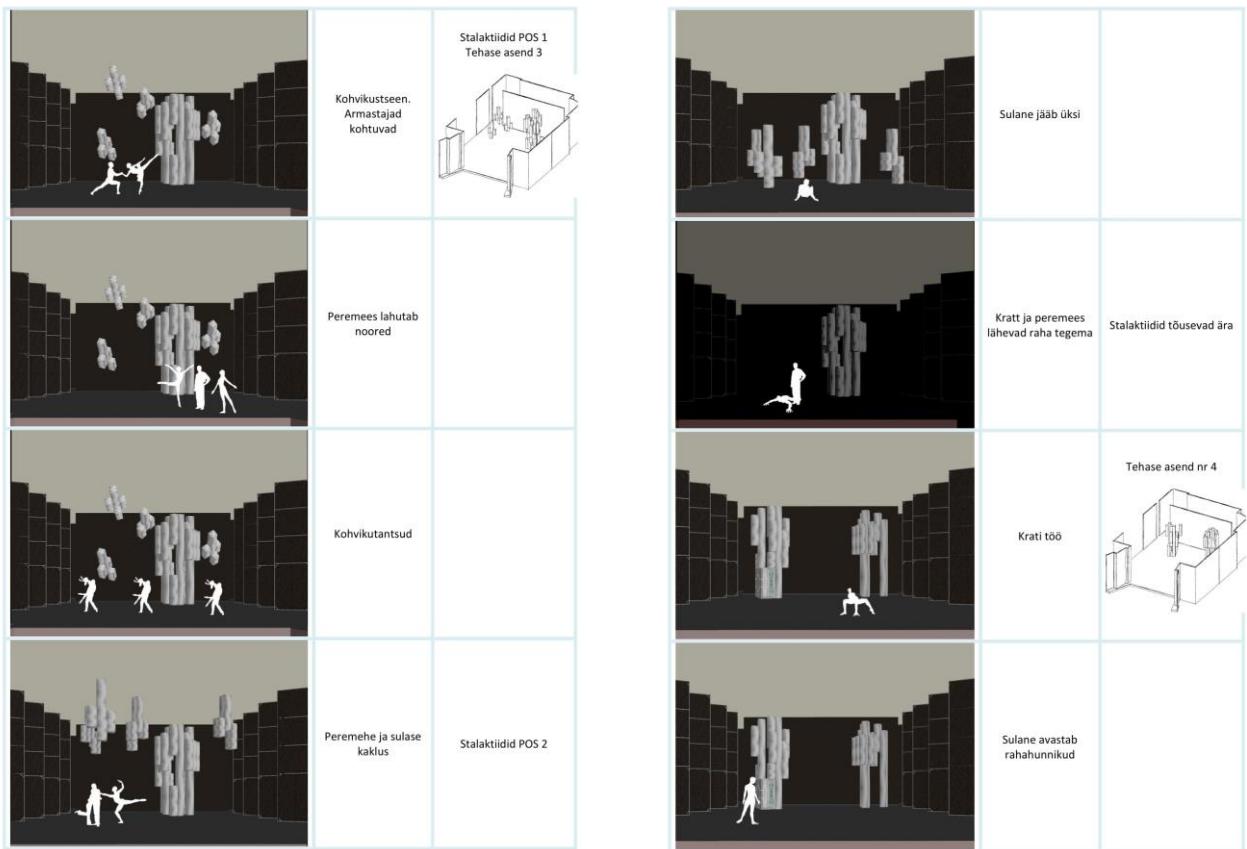 Kohvikustseen.
Armastajad
kohtuvad
Stalaktiidid POS 1
Tehase asend 3
Peremees lahutab
noored
Kohvikutantsud
Peremehe ja sulase
kaklus
Stalaktiidid POS 2
Sulane jääb üksi
Kratt ja peremees
lähevad raha tegema
Stalaktiidid tõusevad ära
Krati töö
Tehase asend nr 4
Sulane avastab
rahahunnikud